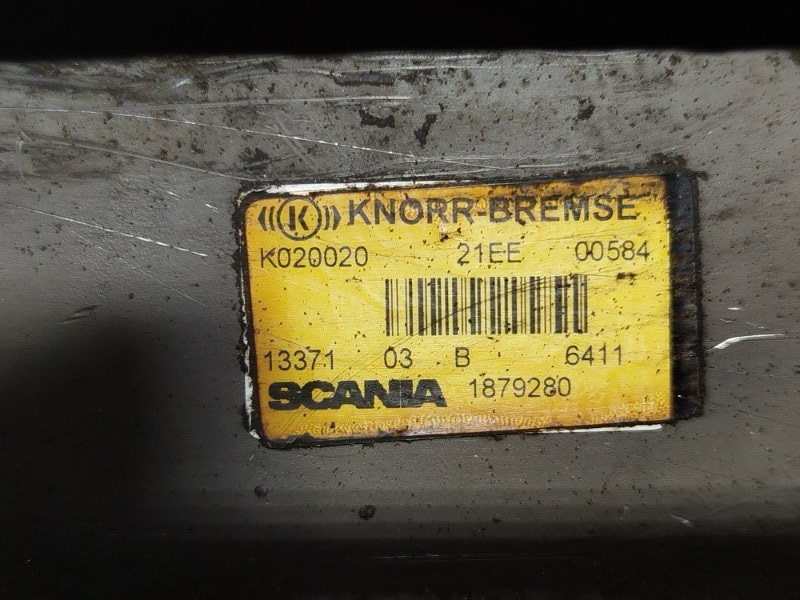 ((K)) KNORR-BREMSE
K020020 21EE 00584
13371 03 B 6411
SCANIA 1879280